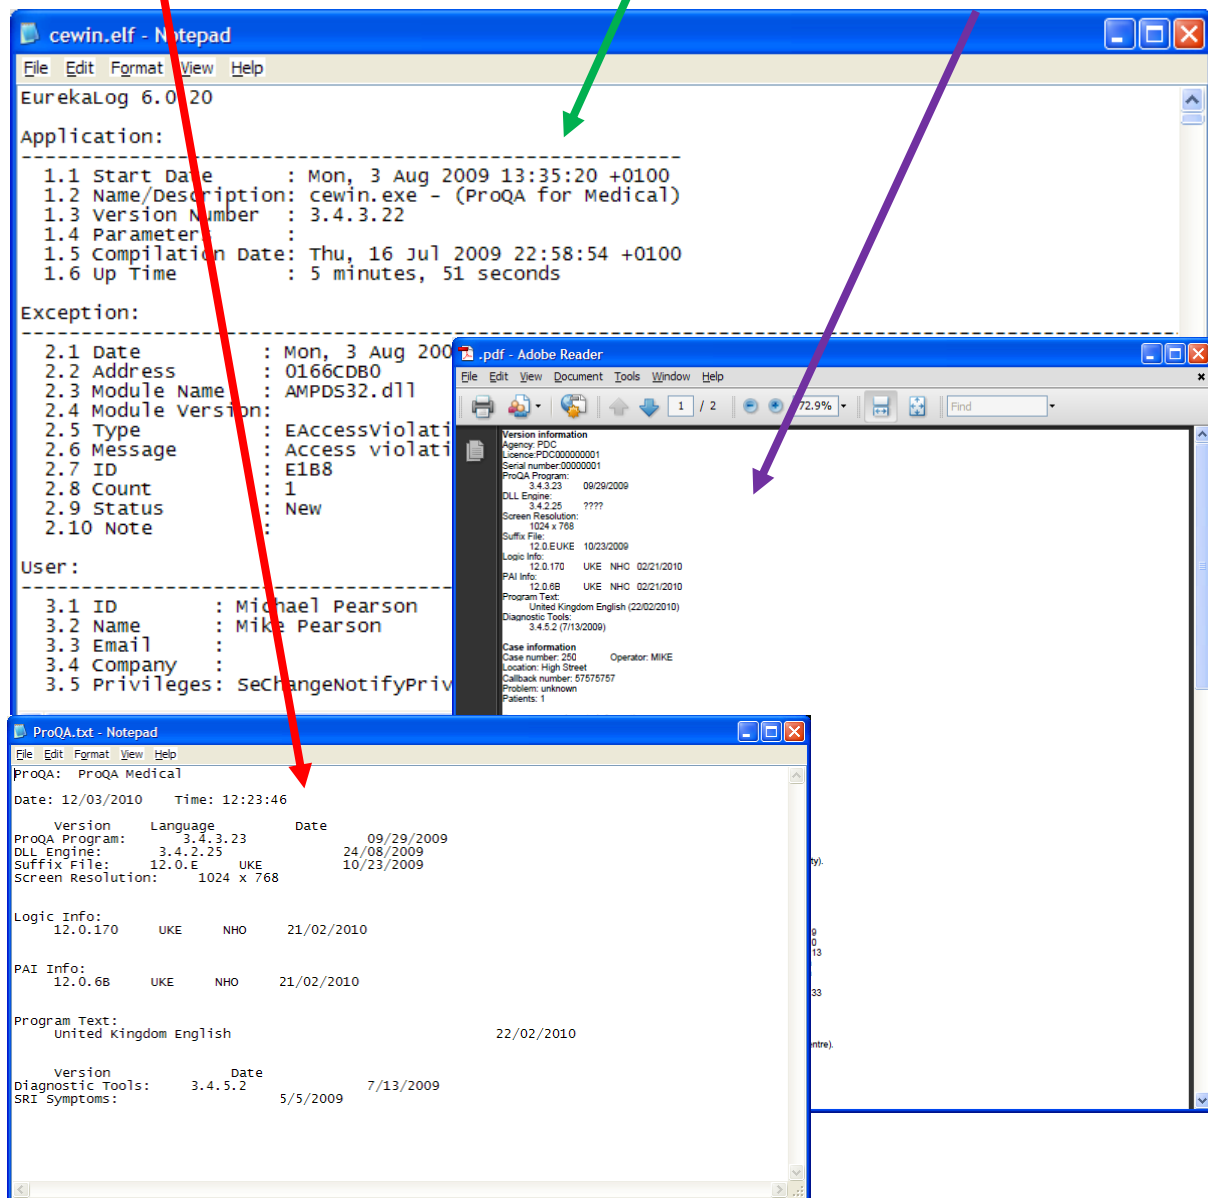 cewin.elf - Notepad
File Edit Format View Help
EurekaLog 6.0.20
Application:
-------------------------------------------------------
1.1 Start Date : Mon, 3 Aug 2009 13:35:20 +0100
1.2 Name/Description: cewin.exe - (ProQA for Medical)
1.3 Version Number : 3.4.3.22
1.4 Parameters :
1.5 Compilation Date: Thu, 16 Jul 2009 22:58:54 +0100
1.6 Up Time : 5 minutes, 51 seconds
Exception:
2.1 Date : Mon, 3 Aug 200
2.2 Address : 0166CDB0
2.3 Module Name : AMPDS32.dll
2.4 Module Version:
2.5 Type : EAccessViolati
2.6 Message : Access violati
2.7 ID : E1B8
2.8 Count : 1
2.9 Status : New
2.10 Note :
User:
3.1 ID : Michael Pearson
3.2 Name : Mike Pearson
3.3 Email :
3.4 Company :
3.5 Privileges: SeChangeNotifyPriv
.pdf - Adobe Reader
File Edit View Document Tools Window Help
1 / 2 72.9% Find
Version information
Agency: PDC
Licence:PDC000000001
Serial number:00000001
ProQA Program:
3.4.3.23 09/29/2009
DLL Engine:
3.4.2.25 ????
Screen Resolution:
1024 x 768
Suffix File:
12.0.EUKE 10/23/2009
Logic Info:
12.0.170 UKE NHO 02/21/2010
PAI Info:
12.0.6B UKE NHO 02/21/2010
Program Text:
United Kingdom English (22/02/2010)
Diagnostic Tools:
3.4.5.2 (7/13/2009)
Case information
Case number: 250 Operator: MIKE
Location: High Street
Callback number: 57575757
Problem: unknown
Patients: 1
ty).
9
0
13
33
entre).
ProQA.txt - Notepad
File Edit Format View Help
ProQA: ProQA Medical
Date: 12/03/2010 Time: 12:23:46
Version Language Date
ProQA Program: 3.4.3.23 09/29/2009
DLL Engine: 3.4.2.25 24/08/2009
Suffix File: 12.0.E UKE 10/23/2009
Screen Resolution: 1024 x 768
Logic Info:
12.0.170 UKE NHO 21/02/2010
PAI Info:
12.0.6B UKE NHO 21/02/2010
Program Text:
United Kingdom English 22/02/2010
Version Date
Diagnostic Tools: 3.4.5.2 7/13/2009
SRI Symptoms: 5/5/2009